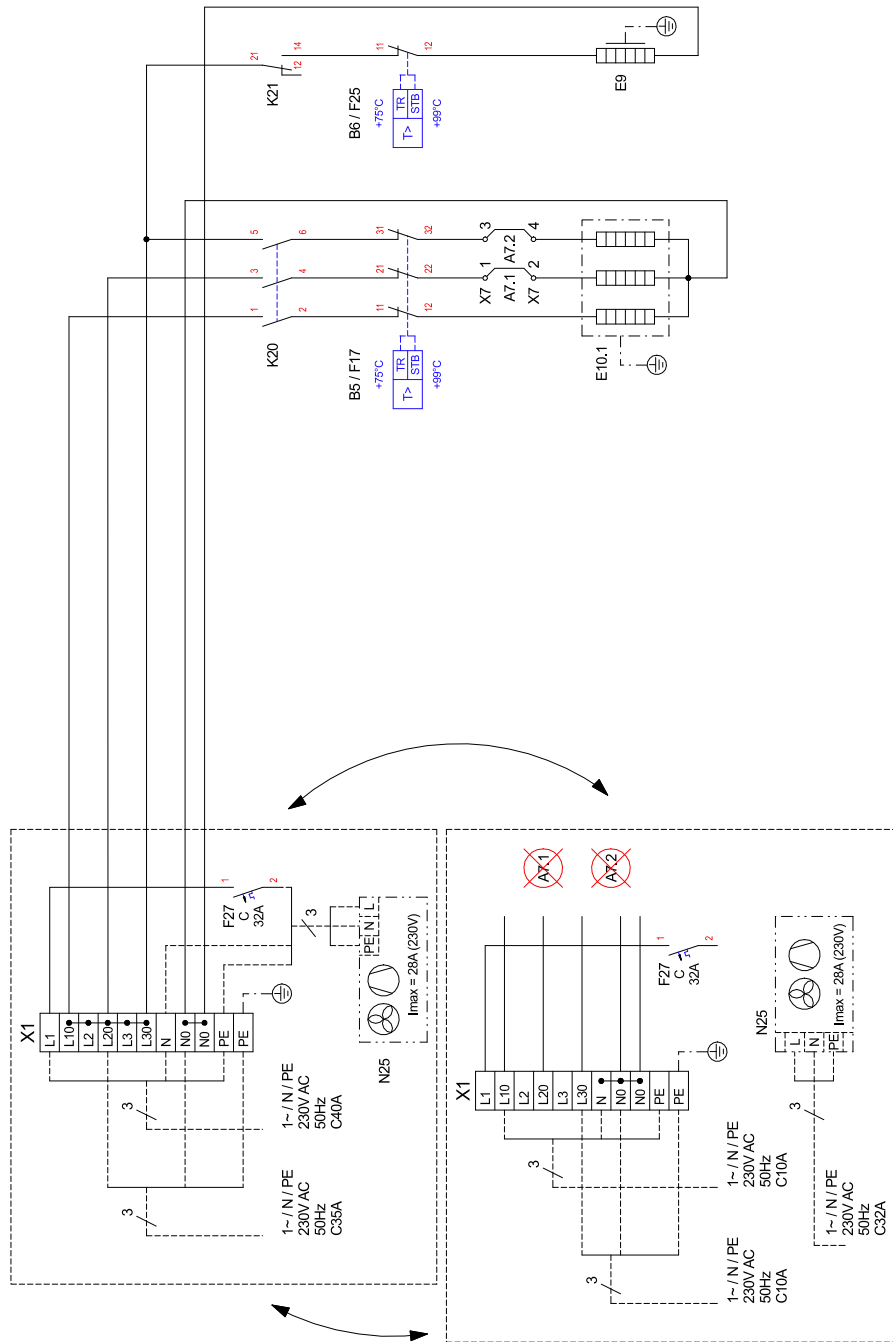 21
14
12
K21
11
12
B6 / F25
+75°C
TR
STB
T>
+99°C
E9
5
6
3
4
1
2
K20
31
32
21
22
11
12
B5 / F17
+75°C
TR
STB
T>
+99°C
3
4
A7.2
X7 1
A7.1
X7 2
E10.1
X1
L1
L10
L2
L20
L3
L30
N
N0
N0
PE
PE
1
2
F27
C
32A
3
PE N L
Imax = 28A (230V)
N25
3
1~ / N / PE
230V AC
50Hz
C40A
3
1~ / N / PE
230V AC
50Hz
C35A
A7.1
A7.2
X1
L1
L10
L2
L20
L3
L30
N
N0
N0
PE
PE
1
2
F27
C
32A
N25
L
N
PE
Imax = 28A (230V)
3
1~ / N / PE
230V AC
50Hz
C10A
3
1~ / N / PE
230V AC
50Hz
C10A
3
1~ / N / PE
230V AC
50Hz
C32A